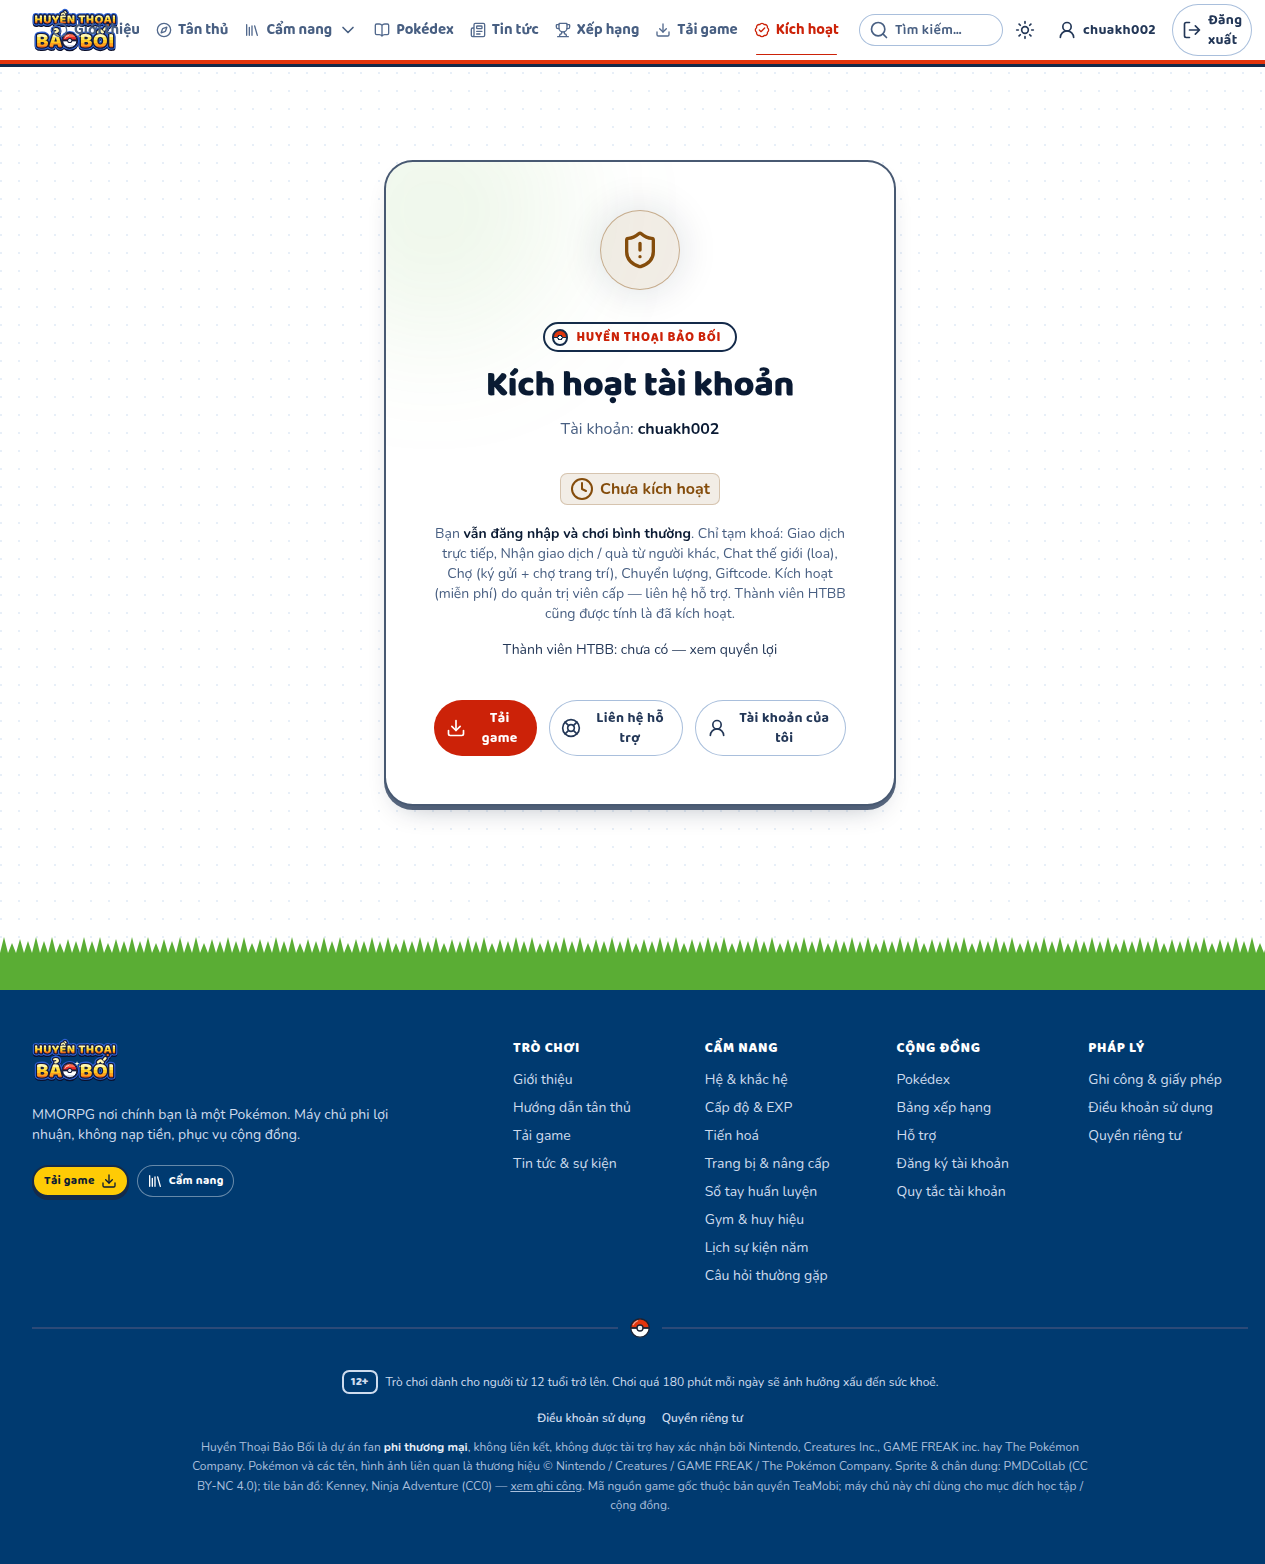 HUYỀN THOẠI
BẢO BỐI
Giới thiệu
Tân thủ
Cẩm nang
Pokédex
Tin tức
Xếp hạng
Tải game
Kích hoạt
Tìm kiếm...
chuakh002
Đăng
xuất
HUYỀN THOẠI BẢO BỐI
Kích hoạt tài khoản
Tài khoản: chuakh002
Chưa kích hoạt
Bạn vẫn đăng nhập và chơi bình thường. Chỉ tạm khoá: Giao dịch
trực tiếp, Nhận giao dịch / quà từ người khác, Chat thế giới (loa),
Chợ (ký gửi + chợ trang trí), Chuyển lượng, Giftcode. Kích hoạt
(miễn phí) do quản trị viên cấp — liên hệ hỗ trợ. Thành viên HTBB
cũng được tính là đã kích hoạt.
Thành viên HTBB: chưa có — xem quyền lợi
Tải
game
Liên hệ hỗ
trợ
Tài khoản của
tôi
HUYỀN THOẠI
BẢO BỐI
MMORPG nơi chính bạn là một Pokémon. Máy chủ phi lợi
nhuận, không nạp tiền, phục vụ cộng đồng.
Tải game
Cẩm nang
TRÒ CHƠI
Giới thiệu
Hướng dẫn tân thủ
Tải game
Tin tức & sự kiện
CẨM NANG
Hệ & khắc hệ
Cấp độ & EXP
Tiến hoá
Trang bị & nâng cấp
Sổ tay huấn luyện
Gym & huy hiệu
Lịch sự kiện năm
Câu hỏi thường gặp
CỘNG ĐỒNG
Pokédex
Bảng xếp hạng
Hỗ trợ
Đăng ký tài khoản
Quy tắc tài khoản
PHÁP LÝ
Ghi công & giấy phép
Điều khoản sử dụng
Quyền riêng tư
12+ Trò chơi dành cho người từ 12 tuổi trở lên. Chơi quá 180 phút mỗi ngày sẽ ảnh hưởng xấu đến sức khoẻ.
Điều khoản sử dụng Quyền riêng tư
Huyền Thoại Bảo Bối là dự án fan phi thương mại, không liên kết, không được tài trợ hay xác nhận bởi Nintendo, Creatures Inc., GAME FREAK inc. hay The Pokémon
Company. Pokémon và các tên, hình ảnh liên quan là thương hiệu © Nintendo / Creatures / GAME FREAK / The Pokémon Company. Sprite & chân dung: PMDCollab (CC
BY-NC 4.0); tile bản đồ: Kenney, Ninja Adventure (CC0) — xem ghi công. Mã nguồn game gốc thuộc bản quyền TeaMobi; máy chủ này chỉ dùng cho mục đích học tập /
cộng đồng.